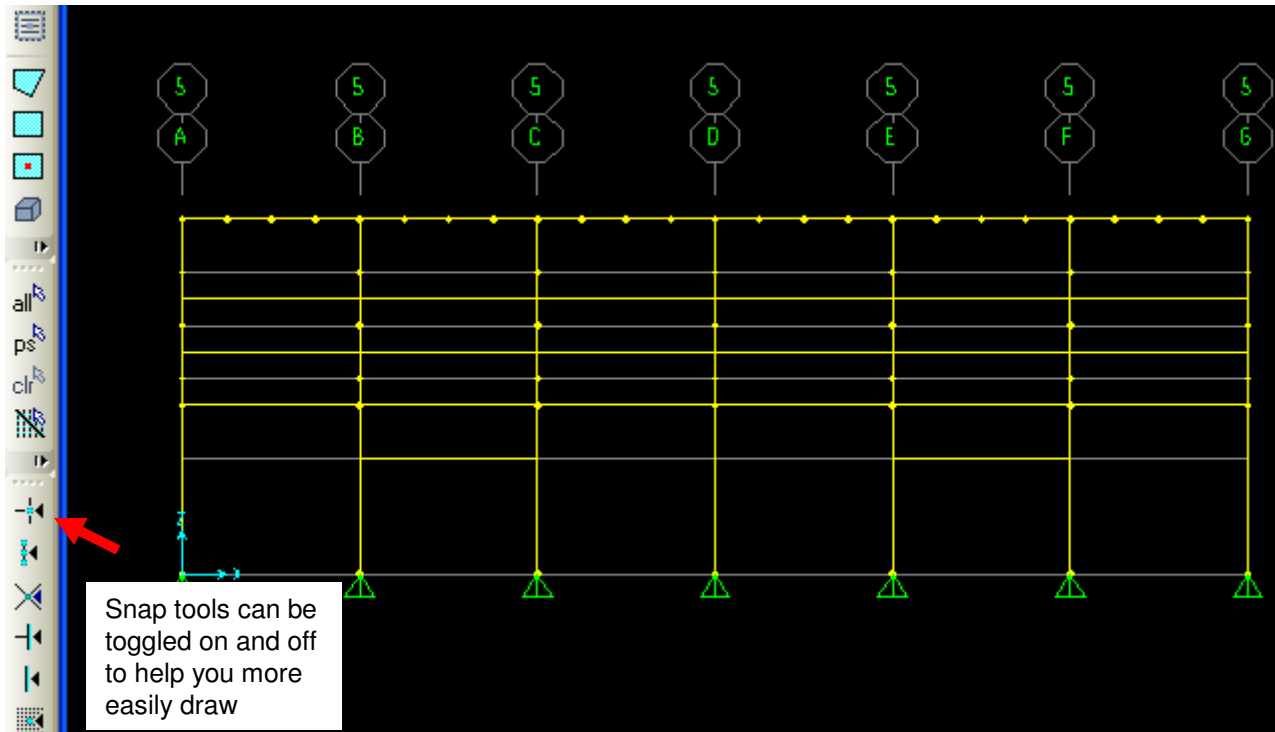 5 5 5 5 5 5 5
A B C D E F G
all
ps
clr
Z
Snap tools can be
toggled on and off
to help you more
easily draw